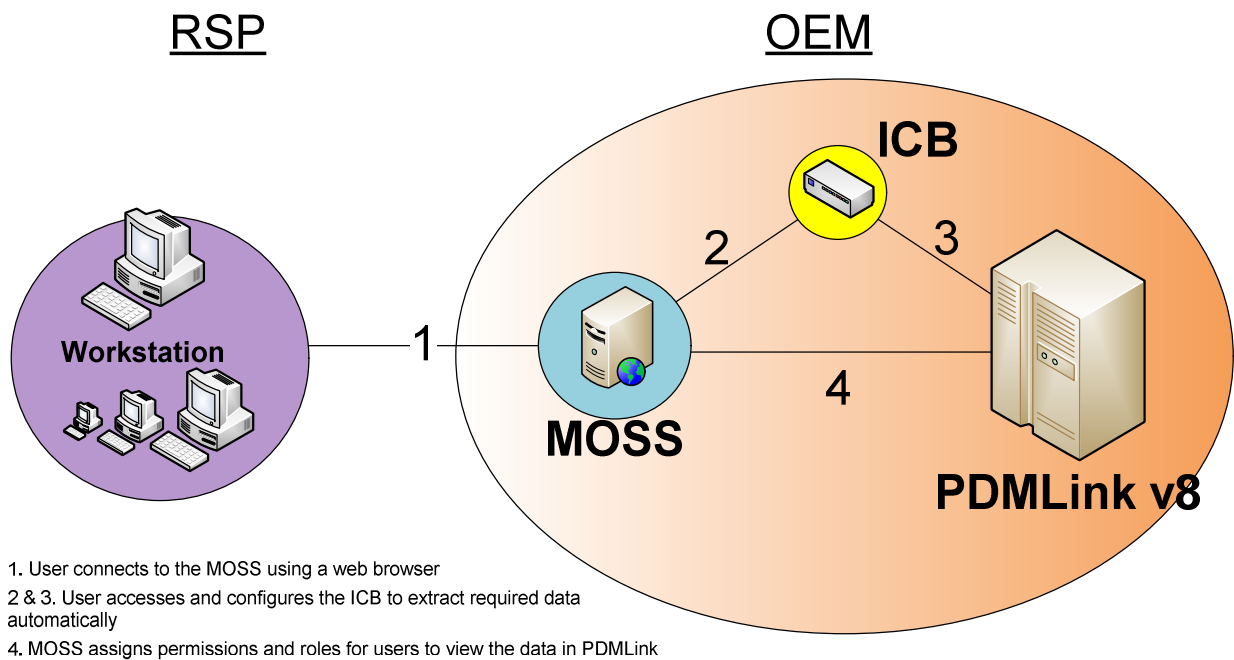 RSP
OEM
ICB
2
3
Workstation
1
4
MOSS
PDMLink v8
1. User connects to the MOSS using a web browser
2 & 3. User accesses and configures the ICB to extract required data
automatically
4. MOSS assigns permissions and roles for users to view the data in PDMLink